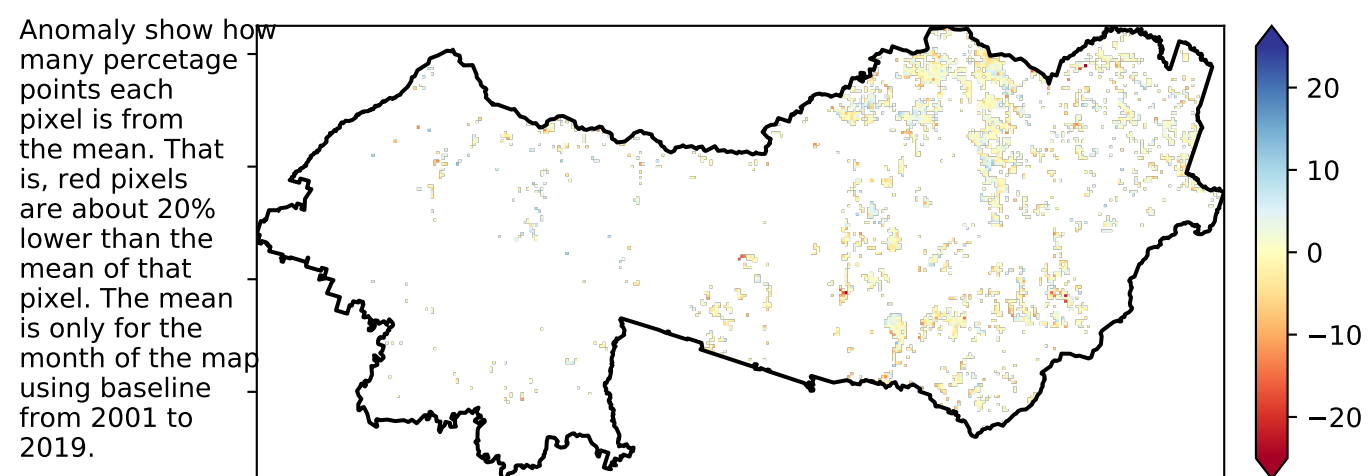 Anomaly show how
many percetage
points each
pixel is from
the mean. That
is, red pixels
are about 20%
lower than the
mean of that
pixel. The mean
is only for the
month of the map
using baseline
from 2001 to
2019.
20
10
0
−10
−20